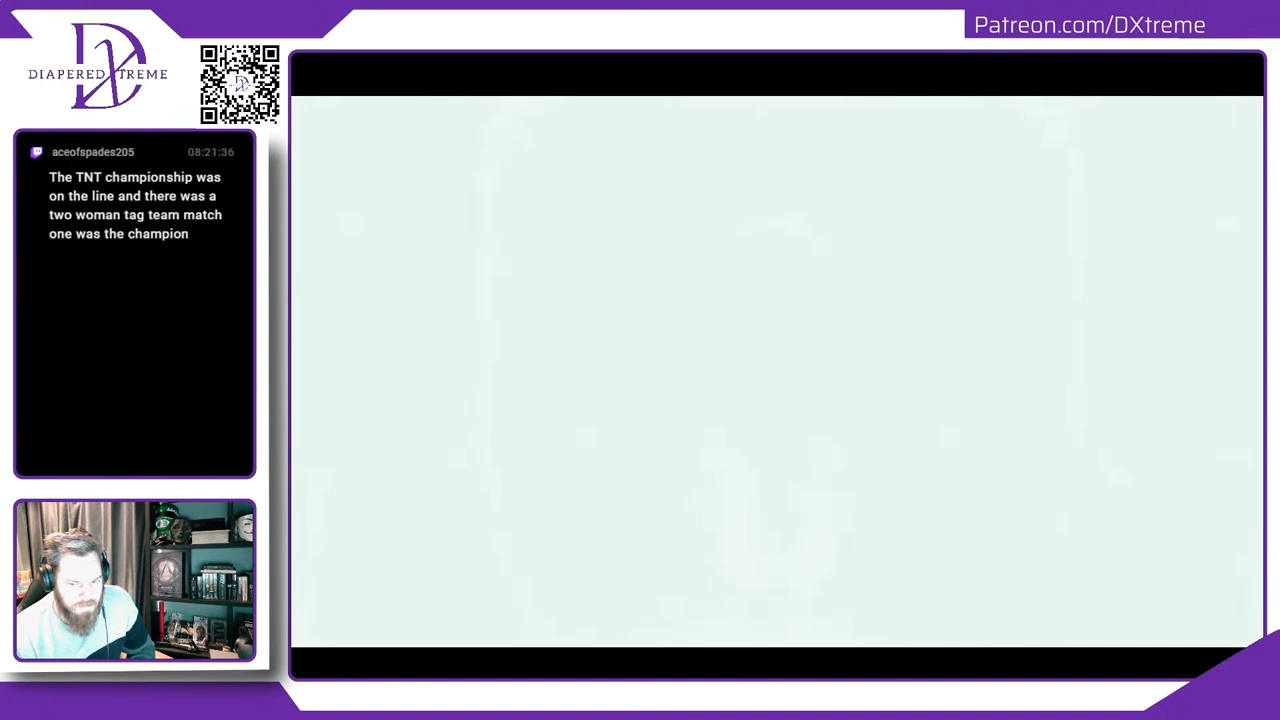 Patreon.com/DXtreme
DIAPERED XTREME
aceofspades205 08:21:36
The TNT championship was
on the line and there was a
two woman tag team match
one was the champion